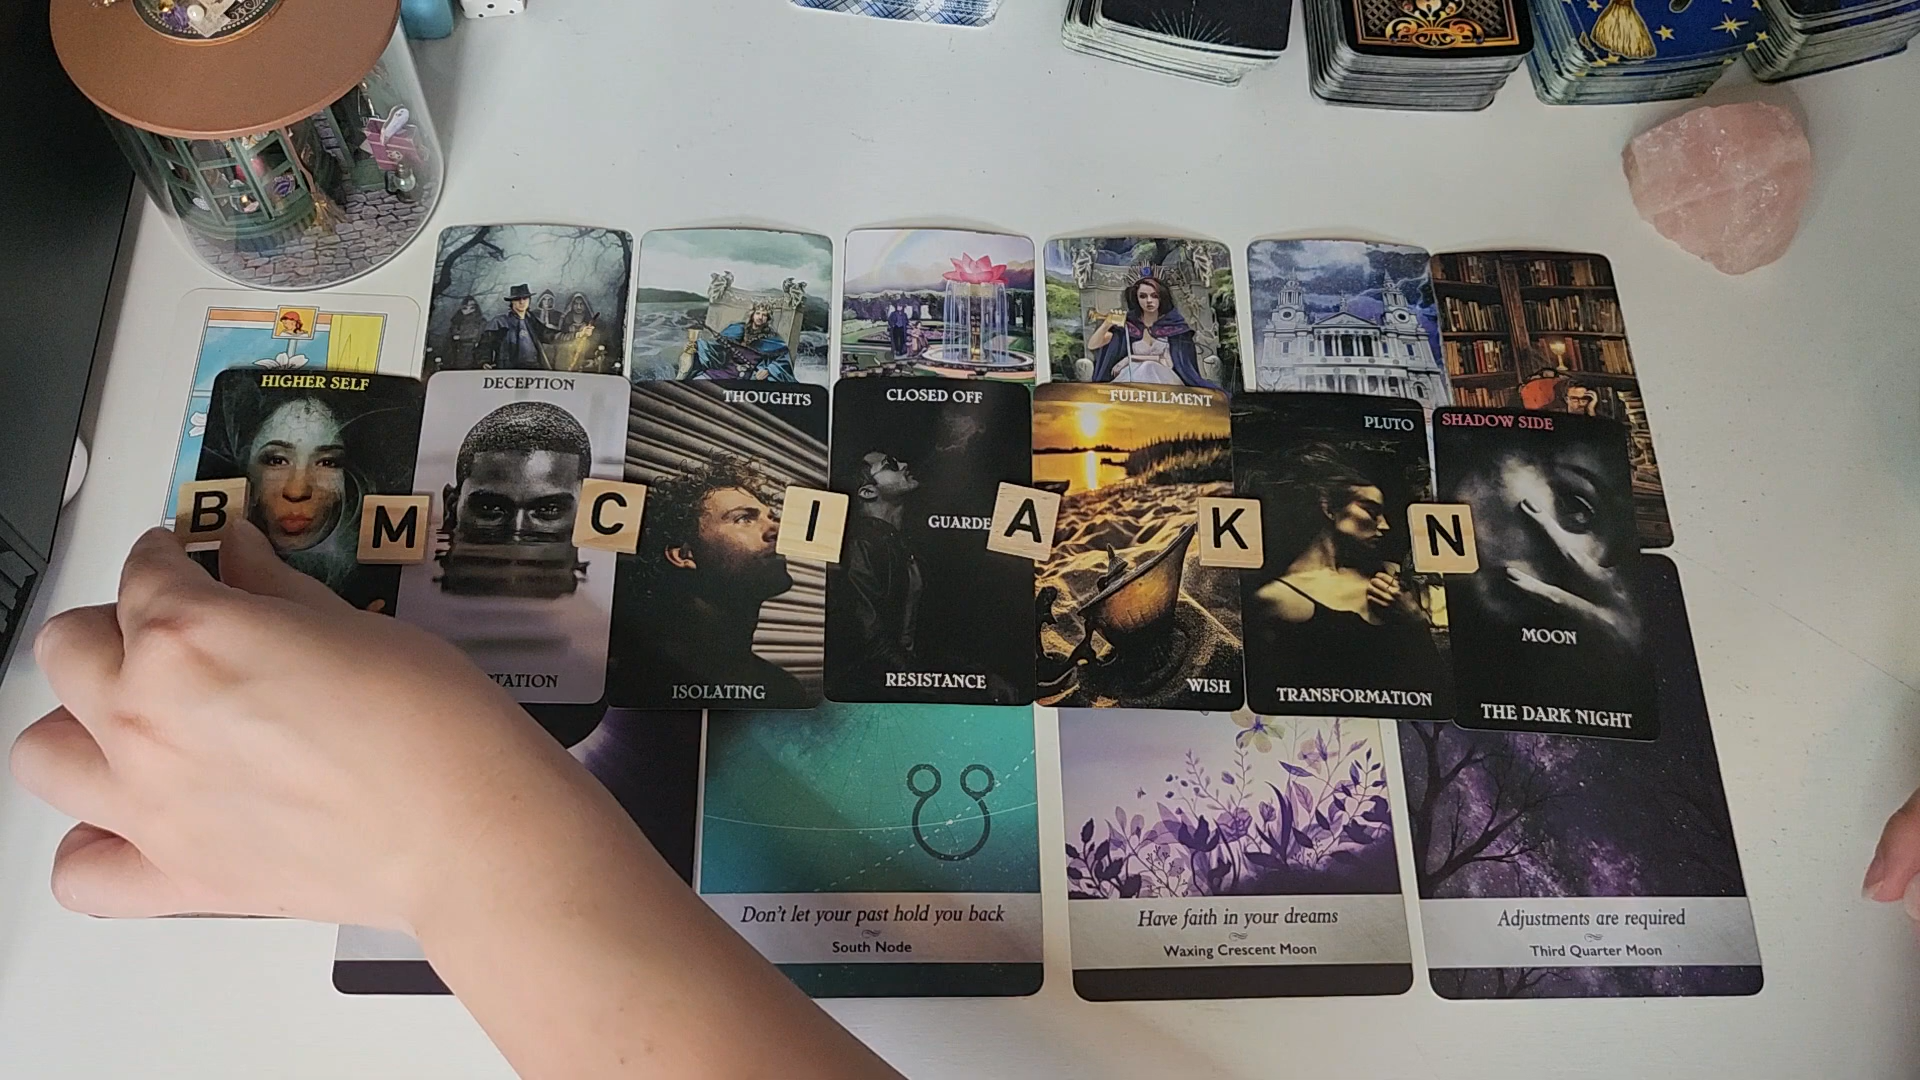 HIGHER SELF
DECEPTION
THOUGHTS
CLOSED OFF
FULFILLMENT
PLUTO
SHADOW SIDE
B
M
C
I
GUARDE
A
K
N
MOON
TATION
ISOLATING
RESISTANCE
WISH
TRANSFORMATION
THE DARK NIGHT
Don't let your past hold you back
South Node
Have faith in your dreams
Waxing Crescent Moon
Adjustments are required
Third Quarter Moon